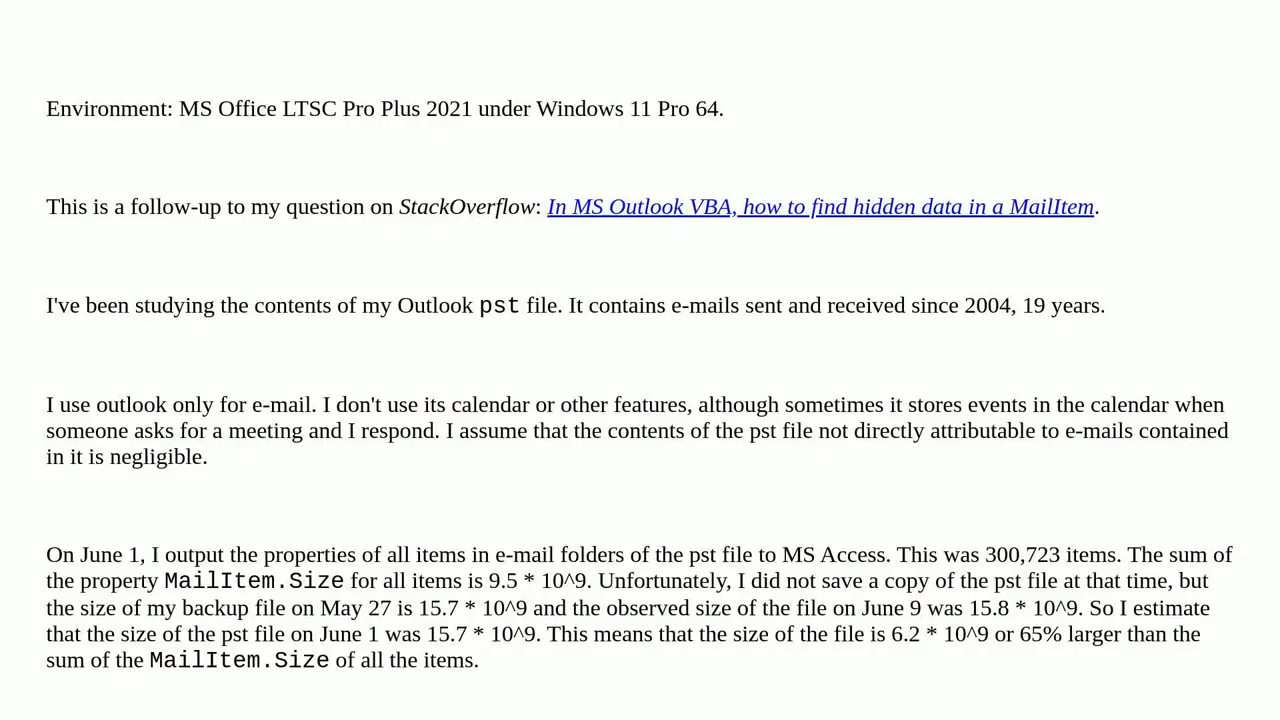 Environment: MS Office LTSC Pro Plus 2021 under Windows 11 Pro 64.
This is a follow-up to my question on StackOverflow: In MS Outlook VBA, how to find hidden data in a MailItem.
I've been studying the contents of my Outlook pst file. It contains e-mails sent and received since 2004, 19 years.
I use outlook only for e-mail. I don't use its calendar or other features, although sometimes it stores events in the calendar when
someone asks for a meeting and I respond. I assume that the contents of the pst file not directly attributable to e-mails contained
in it is negligible.
On June 1, I output the properties of all items in e-mail folders of the pst file to MS Access. This was 300,723 items. The sum of
the property MailItem.Size for all items is 9.5 * 10^9. Unfortunately, I did not save a copy of the pst file at that time, but
the size of my backup file on May 27 is 15.7 * 10^9 and the observed size of the file on June 9 was 15.8 * 10^9. So I estimate
that the size of the pst file on June 1 was 15.7 * 10^9. This means that the size of the file is 6.2 * 10^9 or 65% larger than the
sum of the MailItem.Size of all the items.